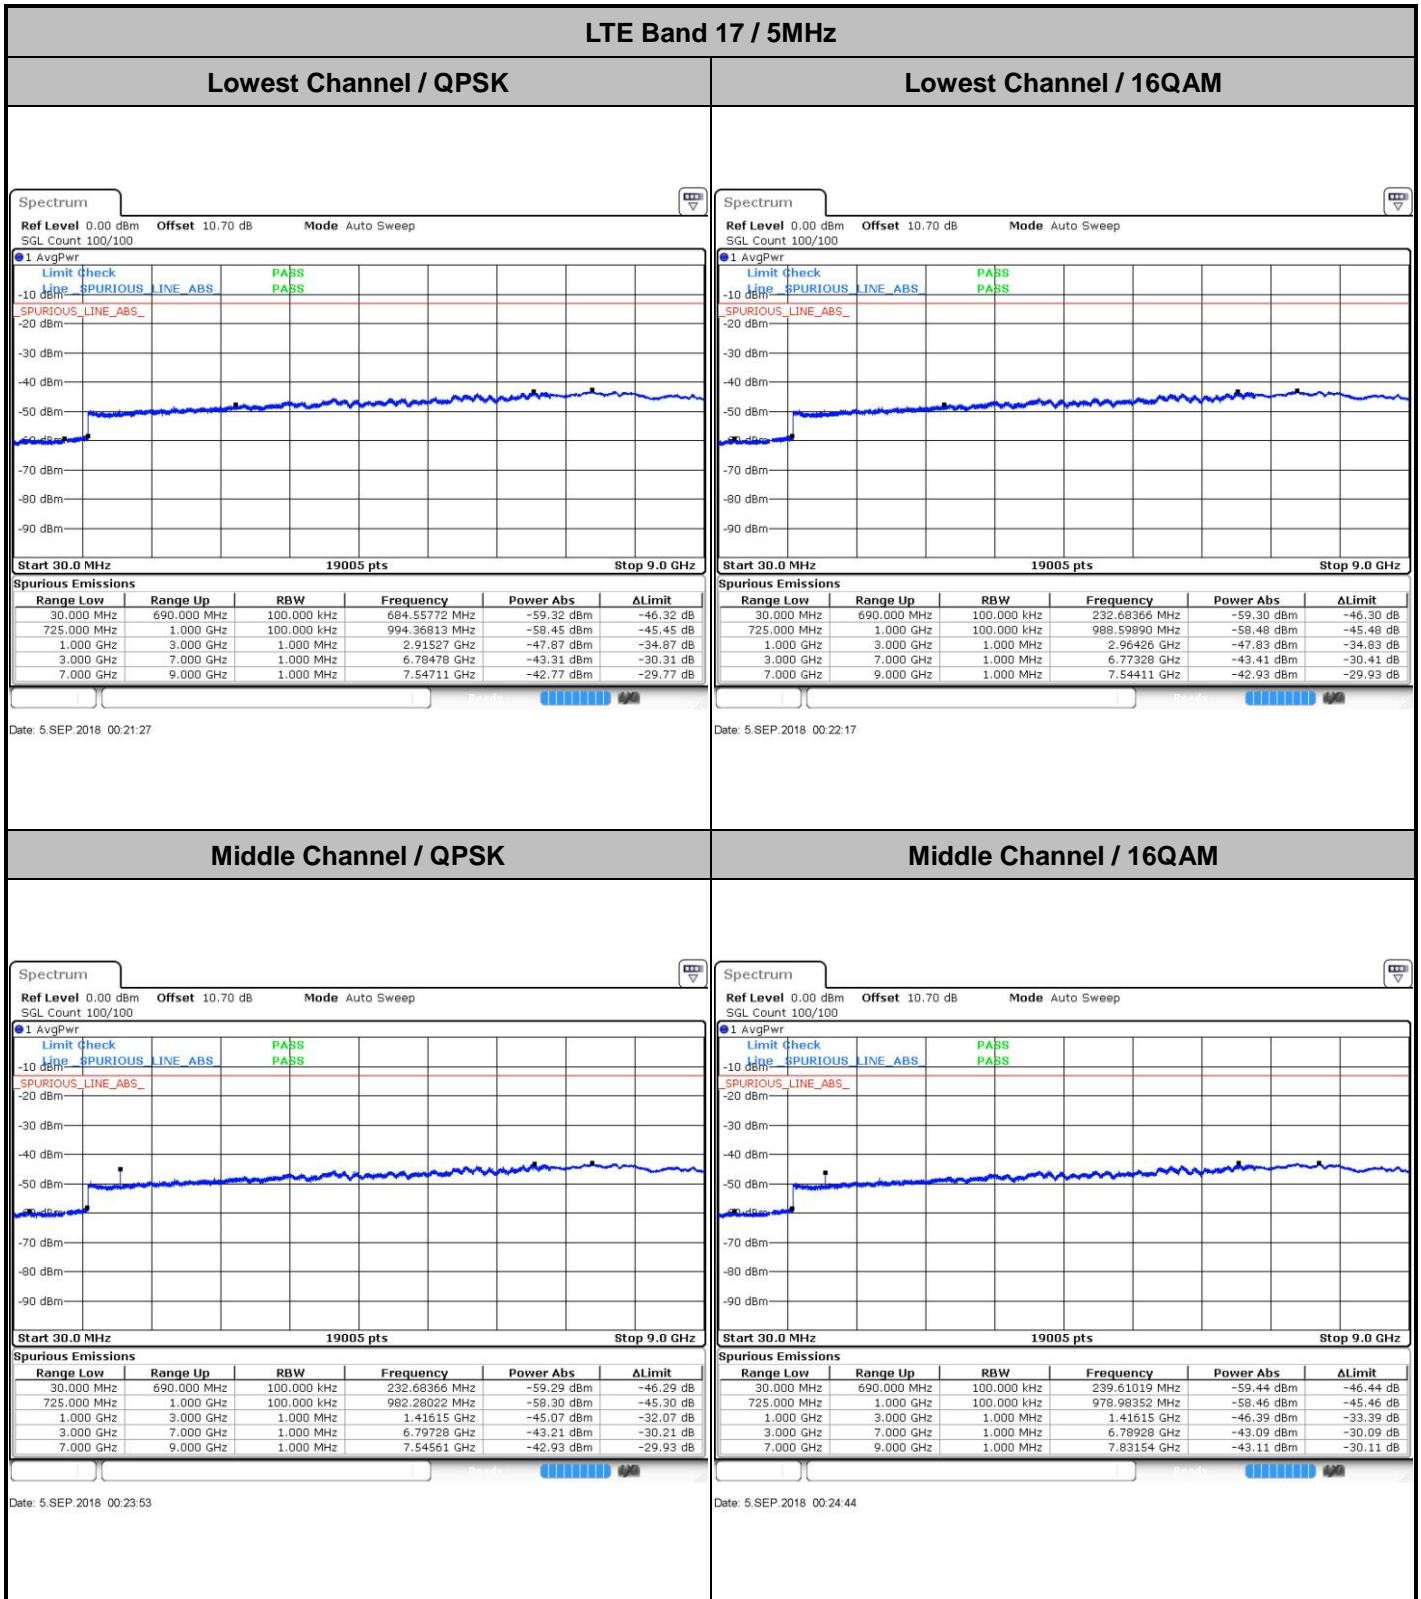 LTE Band 17 / 5MHz
Lowest Channel / QPSK
Lowest Channel / 16QAM
Spectrum
Ref Level 0.00 dBm Offset 10.70 dB Mode Auto Sweep
SGL Count 100/100
1 AvgPwr
Limit Check PASS
Line _SPURIOUS_LINE_ABS_ PASS
-10 dBm
_SPURIOUS_LINE_ABS_
-20 dBm
-30 dBm
-40 dBm
-50 dBm
-60 dBm
-70 dBm
-80 dBm
-90 dBm
Start 30.0 MHz 19005 pts Stop 9.0 GHz
Spurious Emissions
Range Low Range Up RBW Frequency Power Abs ΔLimit
30.000 MHz 690.000 MHz 100.000 kHz 684.55772 MHz -59.32 dBm -46.32 dB
725.000 MHz 1.000 GHz 100.000 kHz 994.36813 MHz -58.45 dBm -45.45 dB
1.000 GHz 3.000 GHz 1.000 MHz 2.91527 GHz -47.87 dBm -34.87 dB
3.000 GHz 7.000 GHz 1.000 MHz 6.78478 GHz -43.31 dBm -30.31 dB
7.000 GHz 9.000 GHz 1.000 MHz 7.54711 GHz -42.77 dBm -29.77 dB
Date: 5.SEP.2018 00:21:27
Spectrum
Ref Level 0.00 dBm Offset 10.70 dB Mode Auto Sweep
SGL Count 100/100
1 AvgPwr
Limit Check PASS
Line _SPURIOUS_LINE_ABS_ PASS
-10 dBm
_SPURIOUS_LINE_ABS_
-20 dBm
-30 dBm
-40 dBm
-50 dBm
-60 dBm
-70 dBm
-80 dBm
-90 dBm
Start 30.0 MHz 19005 pts Stop 9.0 GHz
Spurious Emissions
Range Low Range Up RBW Frequency Power Abs ΔLimit
30.000 MHz 690.000 MHz 100.000 kHz 232.68366 MHz -59.30 dBm -46.30 dB
725.000 MHz 1.000 GHz 100.000 kHz 988.59890 MHz -58.48 dBm -45.48 dB
1.000 GHz 3.000 GHz 1.000 MHz 2.96426 GHz -47.83 dBm -34.83 dB
3.000 GHz 7.000 GHz 1.000 MHz 6.77328 GHz -43.41 dBm -30.41 dB
7.000 GHz 9.000 GHz 1.000 MHz 7.54411 GHz -42.93 dBm -29.93 dB
Date: 5.SEP.2018 00:22:17
Middle Channel / QPSK
Middle Channel / 16QAM
Spectrum
Ref Level 0.00 dBm Offset 10.70 dB Mode Auto Sweep
SGL Count 100/100
1 AvgPwr
Limit Check PASS
Line _SPURIOUS_LINE_ABS_ PASS
-10 dBm
_SPURIOUS_LINE_ABS_
-20 dBm
-30 dBm
-40 dBm
-50 dBm
-60 dBm
-70 dBm
-80 dBm
-90 dBm
Start 30.0 MHz 19005 pts Stop 9.0 GHz
Spurious Emissions
Range Low Range Up RBW Frequency Power Abs ΔLimit
30.000 MHz 690.000 MHz 100.000 kHz 232.68366 MHz -59.29 dBm -46.29 dB
725.000 MHz 1.000 GHz 100.000 kHz 982.28022 MHz -58.30 dBm -45.30 dB
1.000 GHz 3.000 GHz 1.000 MHz 1.41615 GHz -45.07 dBm -32.07 dB
3.000 GHz 7.000 GHz 1.000 MHz 6.79728 GHz -43.21 dBm -30.21 dB
7.000 GHz 9.000 GHz 1.000 MHz 7.54561 GHz -42.93 dBm -29.93 dB
Date: 5.SEP.2018 00:23:53
Spectrum
Ref Level 0.00 dBm Offset 10.70 dB Mode Auto Sweep
SGL Count 100/100
1 AvgPwr
Limit Check PASS
Line _SPURIOUS_LINE_ABS_ PASS
-10 dBm
_SPURIOUS_LINE_ABS_
-20 dBm
-30 dBm
-40 dBm
-50 dBm
-60 dBm
-70 dBm
-80 dBm
-90 dBm
Start 30.0 MHz 19005 pts Stop 9.0 GHz
Spurious Emissions
Range Low Range Up RBW Frequency Power Abs ΔLimit
30.000 MHz 690.000 MHz 100.000 kHz 239.61019 MHz -59.44 dBm -46.44 dB
725.000 MHz 1.000 GHz 100.000 kHz 978.98352 MHz -58.46 dBm -45.46 dB
1.000 GHz 3.000 GHz 1.000 MHz 1.41615 GHz -46.39 dBm -33.39 dB
3.000 GHz 7.000 GHz 1.000 MHz 6.78928 GHz -43.09 dBm -30.09 dB
7.000 GHz 9.000 GHz 1.000 MHz 7.83154 GHz -43.11 dBm -30.11 dB
Date: 5.SEP.2018 00:24:44